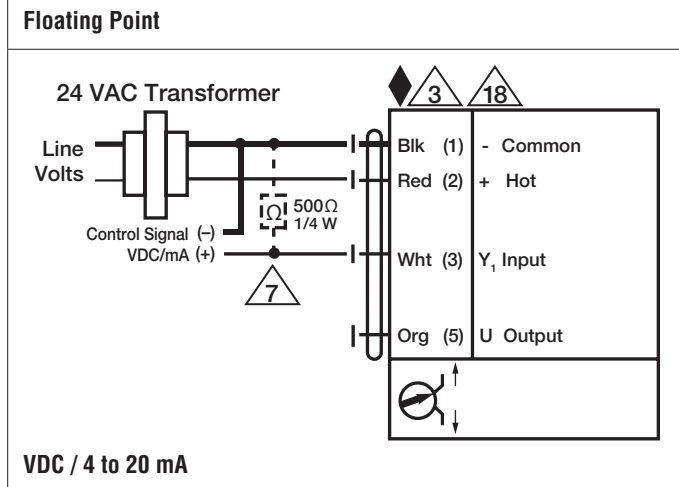 Floating Point
24 VAC Transformer
3
18
Line
Volts
Blk (1) - Common
Red (2) + Hot
Ω 500Ω
1/4 W
Control Signal (–)
VDC/mA (+)
Wht (3) Y₁ Input
7
Org (5) U Output
VDC / 4 to 20 mA